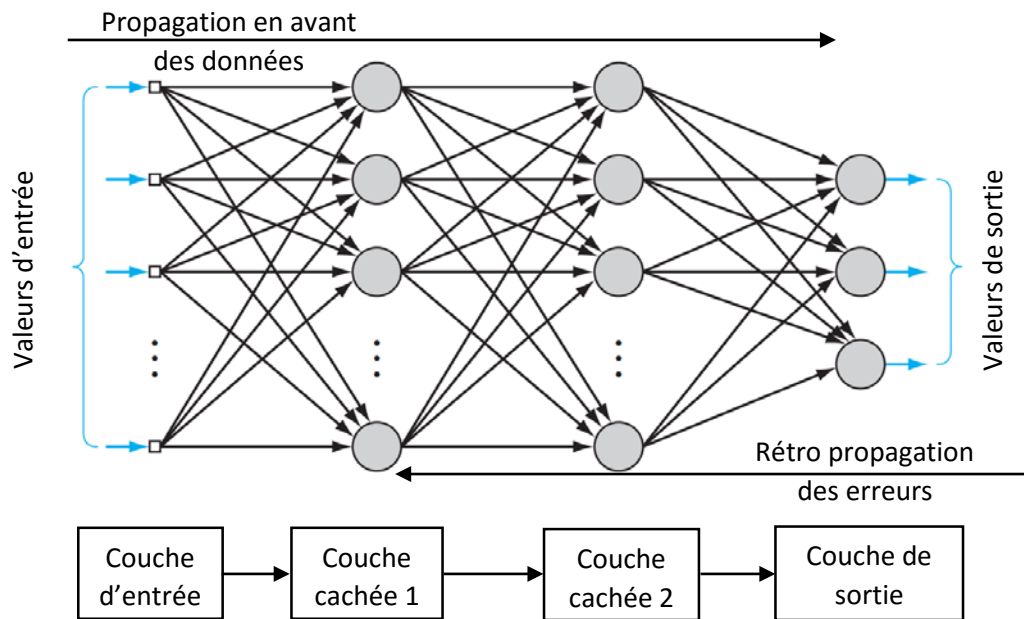 Propagation en avant
des données
Valeurs d’entrée
Valeurs de sortie
Rétro propagation
des erreurs
Couche
d’entrée
Couche
cachée 1
Couche
cachée 2
Couche de
sortie